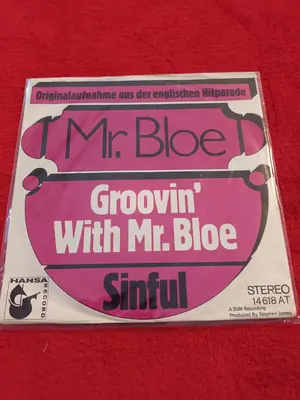 Originalaufnahme aus der englischen Hitparade
Mr. Bloe
Groovin'
With Mr. Bloe
Sinful
HANSA
RECORD
STEREO
14 618 AT
A DJM Recording
Produced by Stephen James